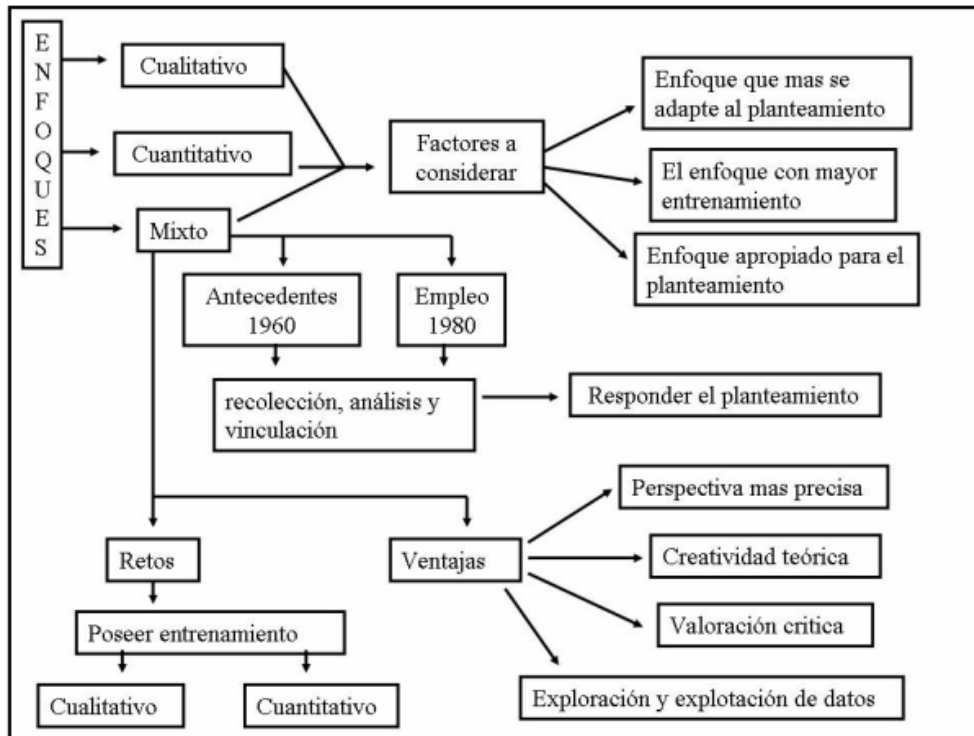 ENFOQUES
Cualitativo
Cuantitativo
Mixto
Factores a
considerar
Enfoque que mas se
adapte al planteamiento
El enfoque con mayor
entrenamiento
Enfoque apropiado para el
planteamiento
Antecedentes
1960
Empleo
1980
recolección, análisis y
vinculación
Responder el planteamiento
Retos
Poseer entrenamiento
Cualitativo
Cuantitativo
Ventajas
Perspectiva mas precisa
Creatividad teórica
Valoración critica
Exploración y explotación de datos